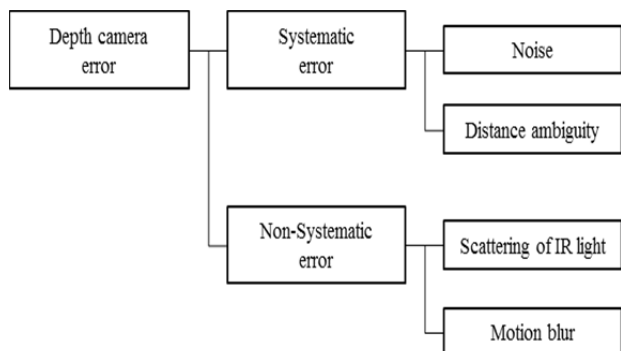 Depth camera
error
Systematic
error
Noise
Distance ambiguity
Non-Systematic
error
Scattering of IR light
Motion blur